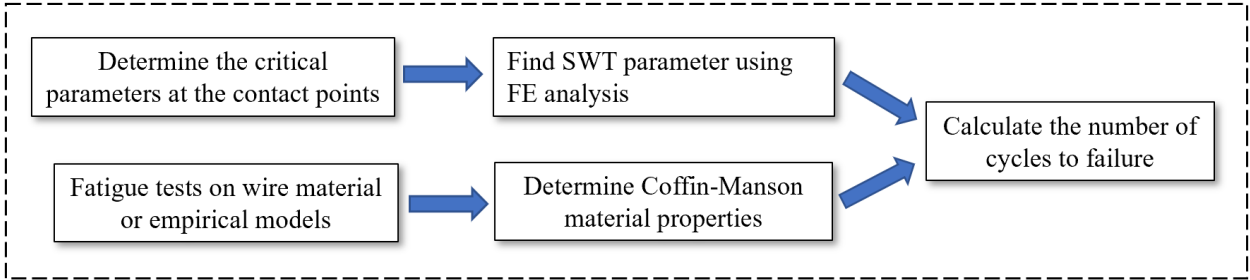 Determine the critical
parameters at the contact points
Find SWT parameter using
FE analysis
Calculate the number of
cycles to failure
Fatigue tests on wire material
or empirical models
Determine Coffin-Manson
material properties